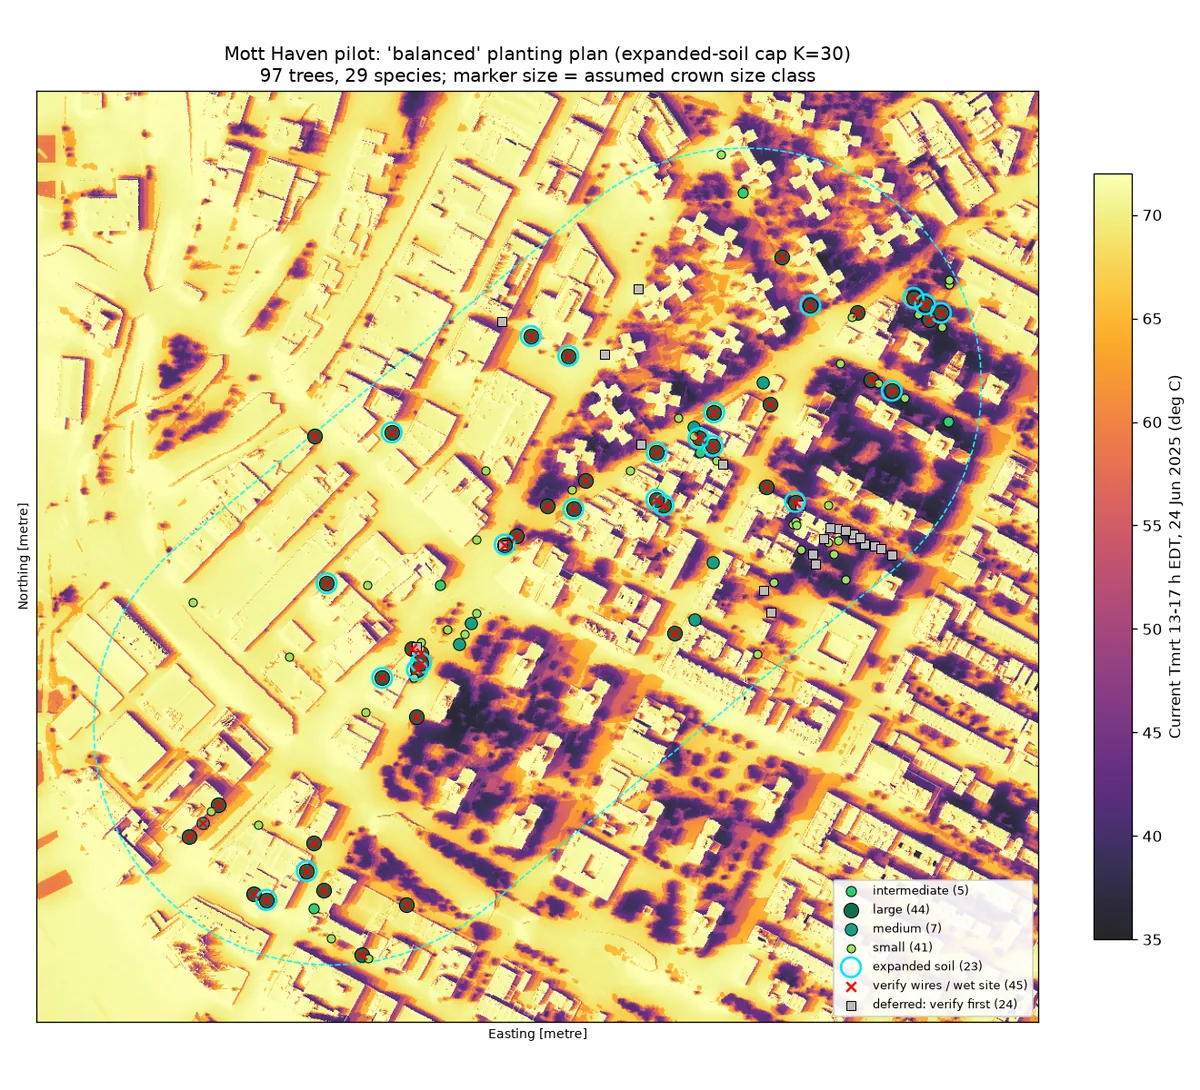 Mott Haven pilot: 'balanced' planting plan (expanded-soil cap K=30)
97 trees, 29 species; marker size = assumed crown size class
Northing [metre]
Easting [metre]
intermediate (5)
large (44)
medium (7)
small (41)
expanded soil (23)
verify wires / wet site (45)
deferred: verify first (24)
70
65
60
55
50
45
40
35
Current Tmrt 13-17 h EDT, 24 Jun 2025 (deg C)